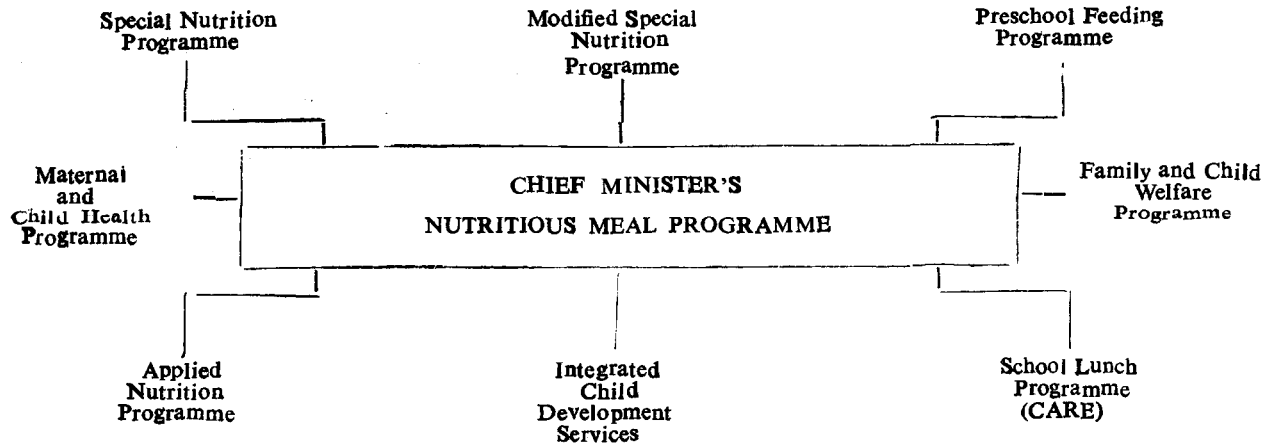 Special Nutrition
Programme
Modified Special
Nutrition
Programme
Preschool Feeding
Programme
Maternal
and
Child Health
Programme
CHIEF MINISTER'S
NUTRITIOUS MEAL PROGRAMME
Family and Child
Welfare
Programme
Applied
Nutrition
Programme
Integrated
Child
Development
Services
School Lunch
Programme
(CARE)